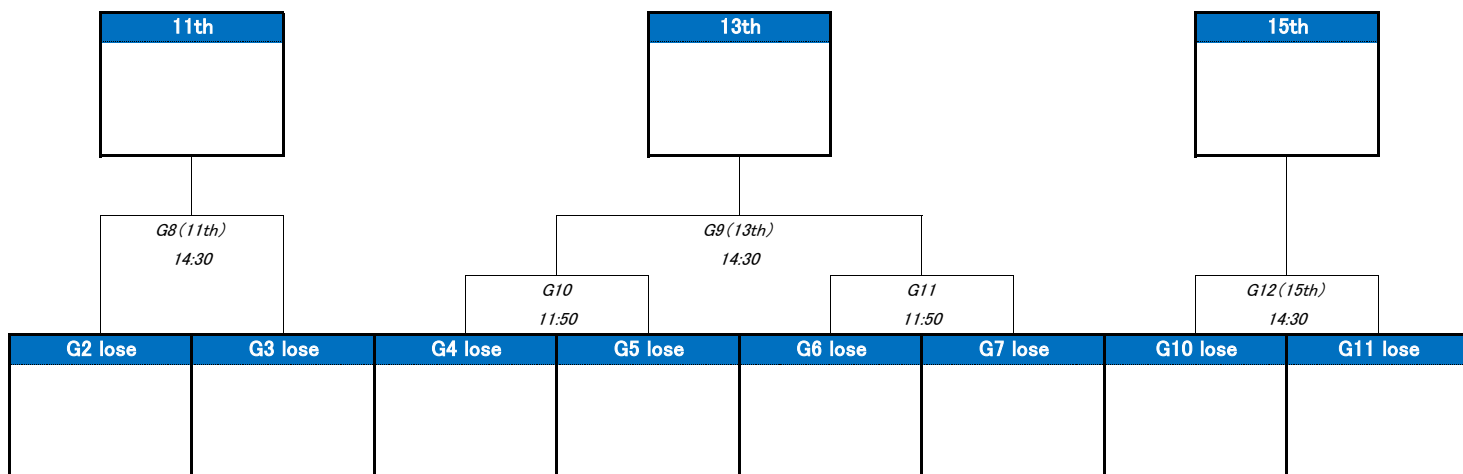 11th
13th
15th
G8(11th)
14:30
G9(13th)
14:30
G10
11:50
G11
11:50
G12(15th)
14:30
G2 lose
G3 lose
G4 lose
G5 lose
G6 lose
G7 lose
G10 lose
G11 lose